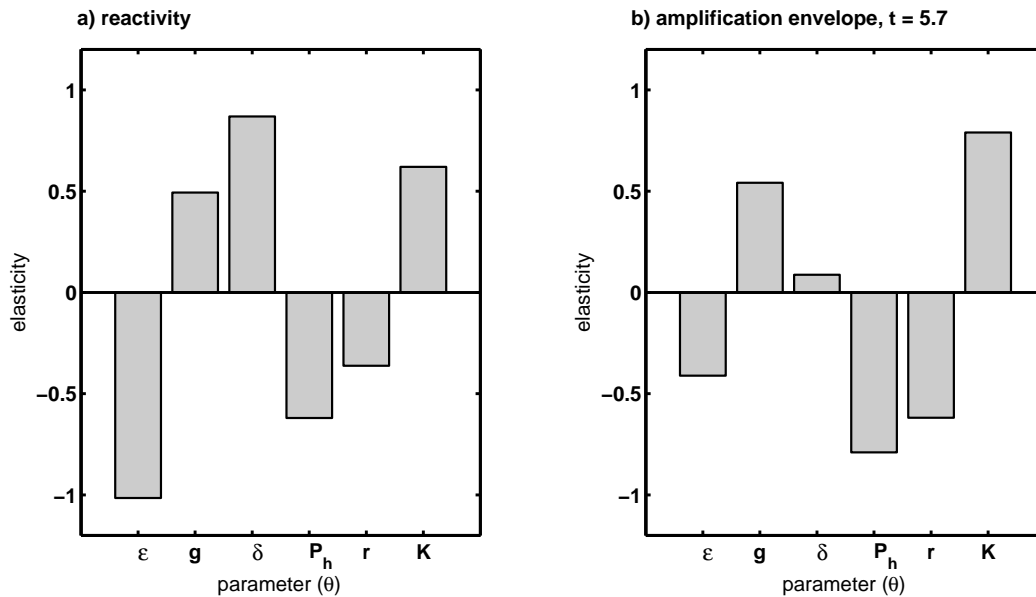 a) reactivity
1
0.5
0
−0.5
−1
elasticity
ε g δ P_h r K
parameter (θ)
b) amplification envelope, t = 5.7
1
0.5
0
−0.5
−1
elasticity
ε g δ P_h r K
parameter (θ)